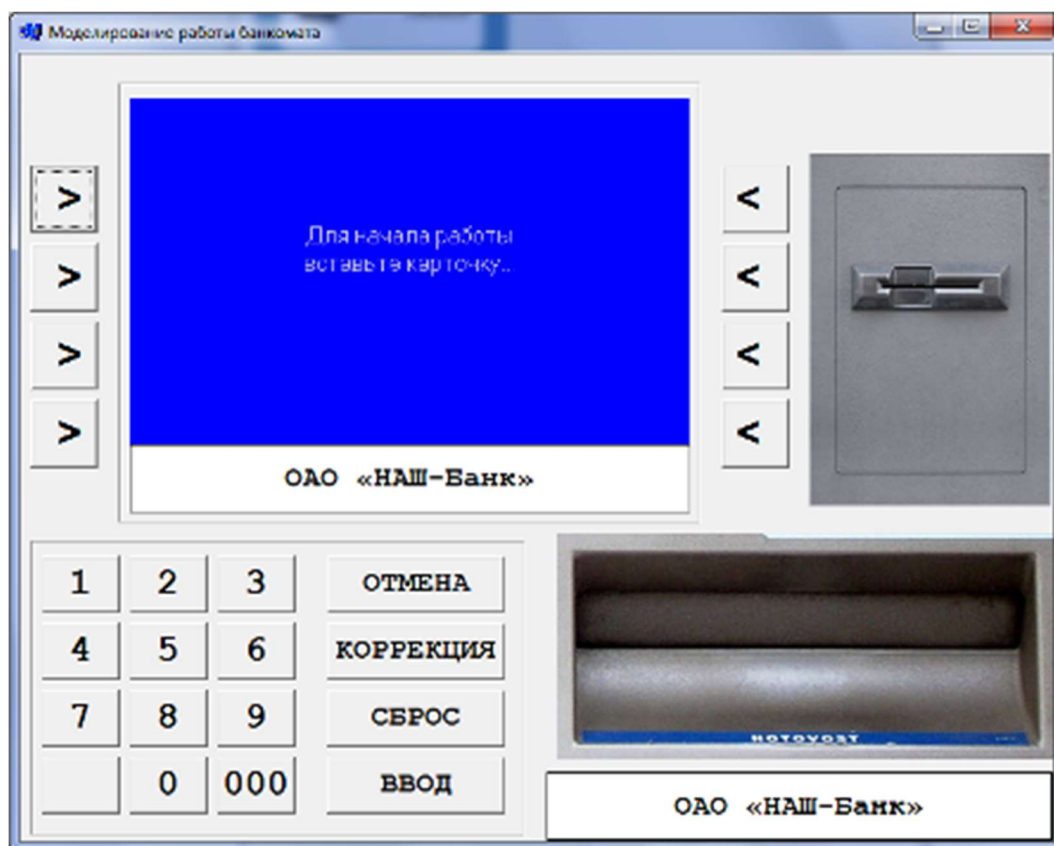 Моделирование работы банкомата
Для начала работы
вставьте карточку...
ОАО «НАШ-Банк»
> <
> <
> <
> <
1 2 3 ОТМЕНА
4 5 6 КОРРЕКЦИЯ
7 8 9 СБРОС
0 000 ВВОД
ОАО «НАШ-Банк»